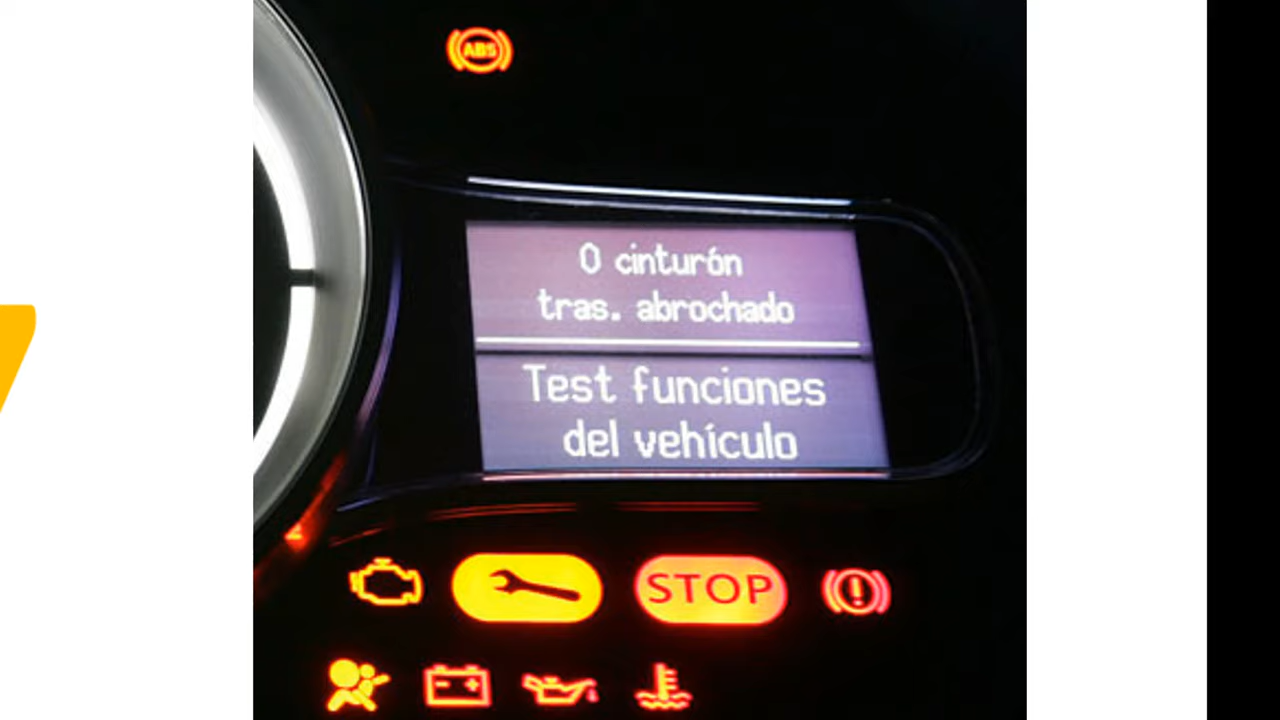 ABS
0 cinturón
tras. abrochado
Test funciones
del vehículo
STOP